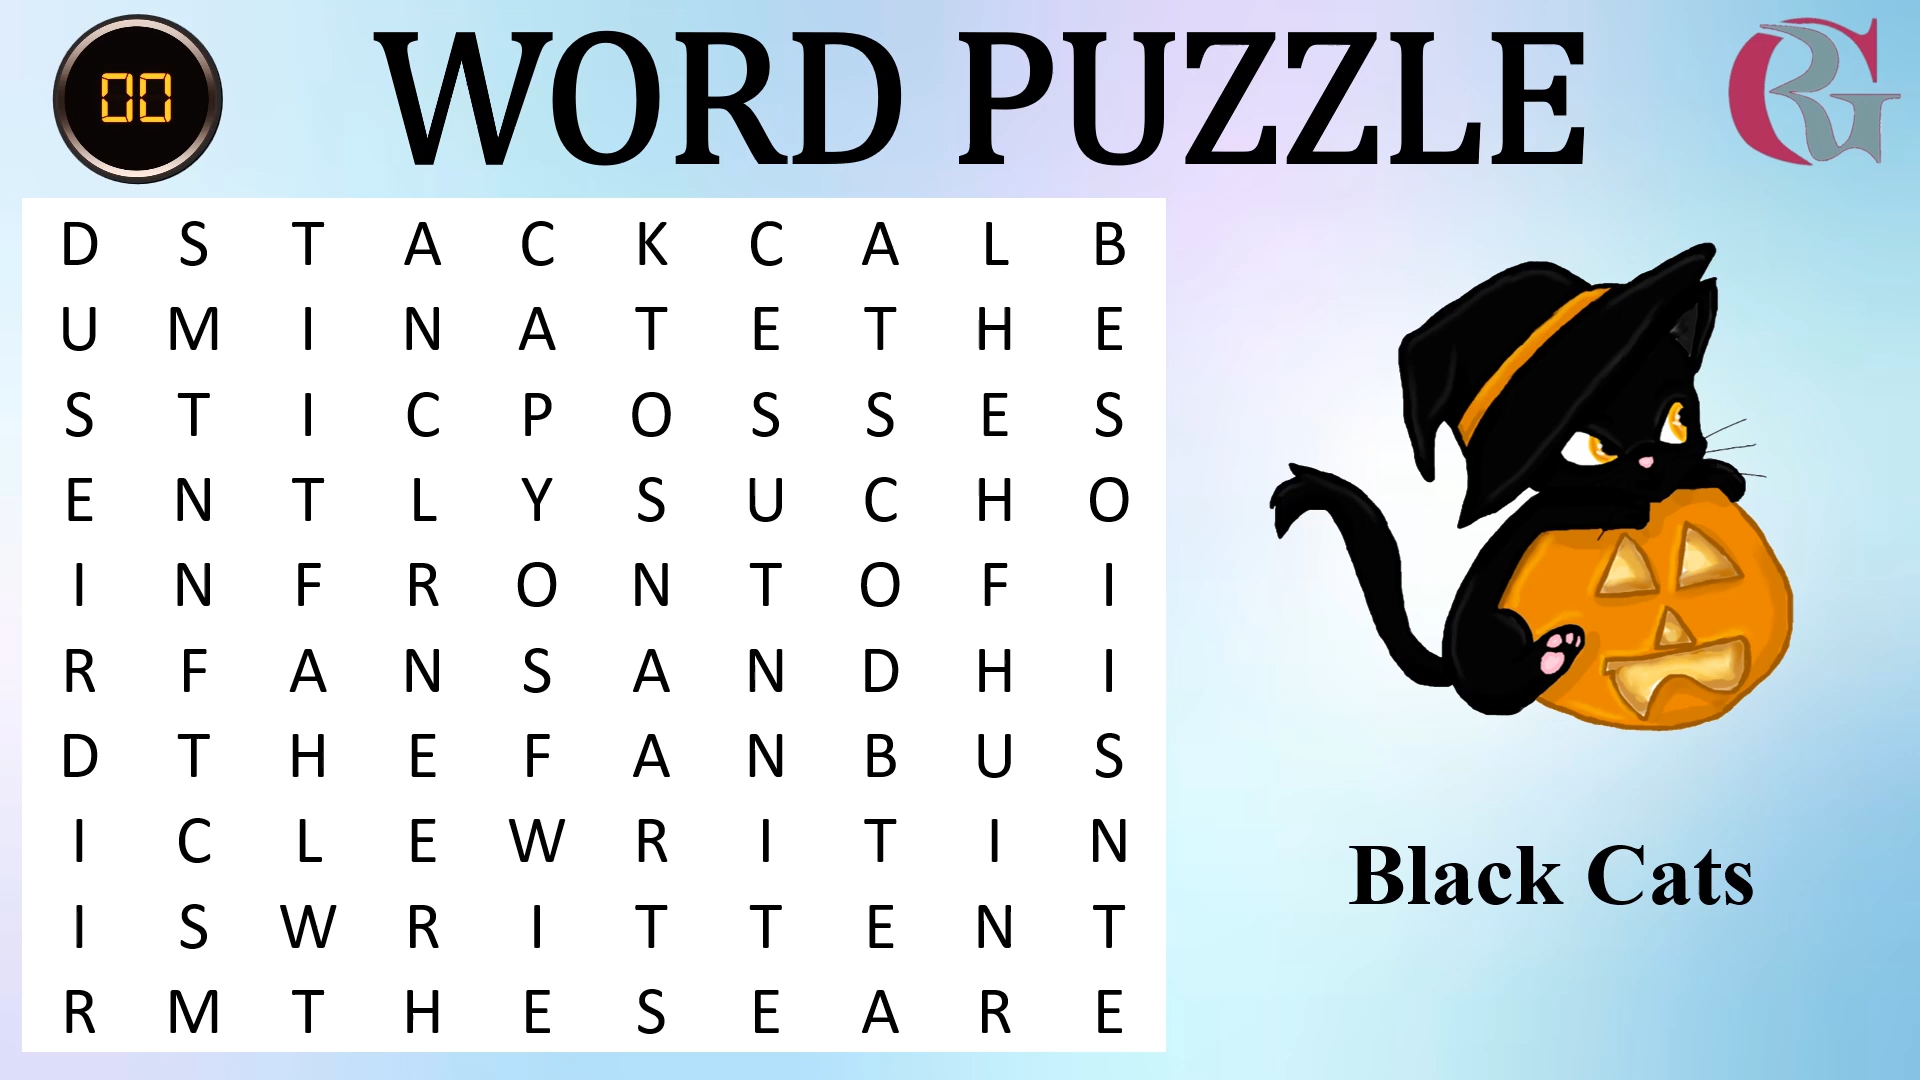 00
WORD PUZZLE
D S T A C K C A L B
U M I N A T E T H E
S T I C P O S S E S
E N T L Y S U C H O
I N F R O N T O F I
R F A N S A N D H I
D T H E F A N B U S
I C L E W R I T I N
I S W R I T T E N T
R M T H E S E A R E
Black Cats